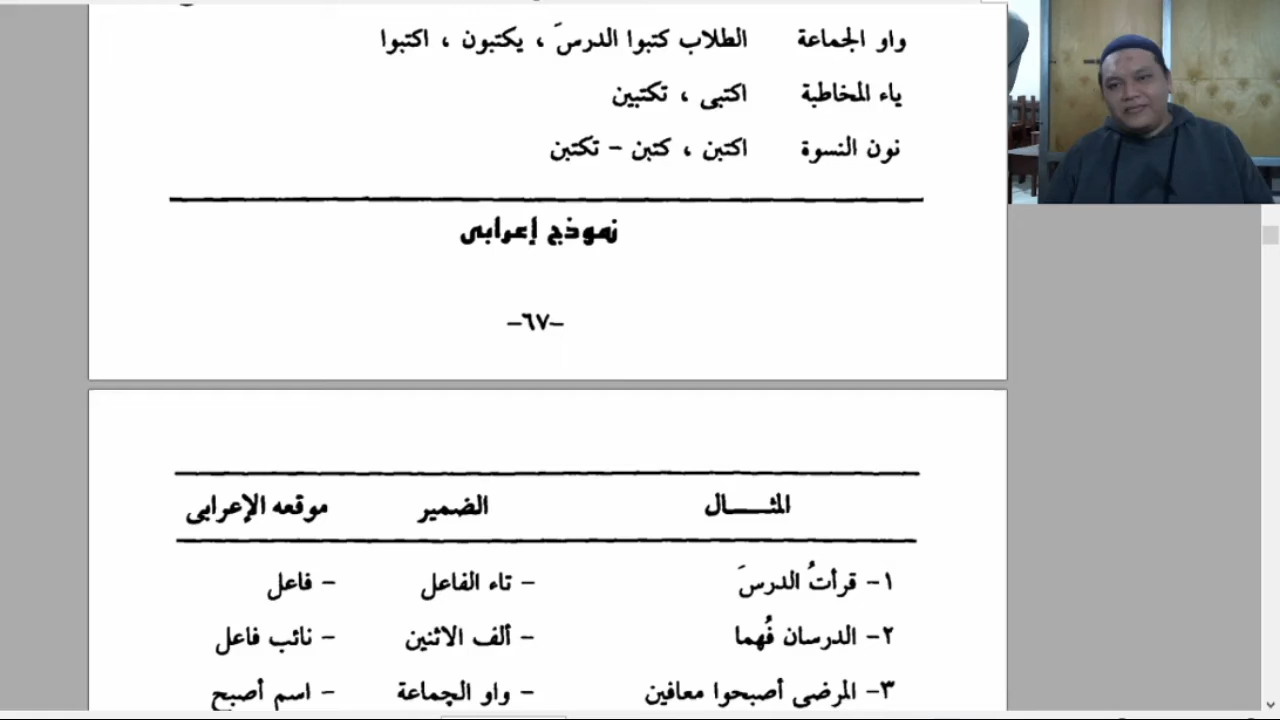 واو الجماعة الطلاب كتبوا الدرسَ ، يكتبون ، اكتبوا
ياء المخاطبة اكتبى ، تكتبين
نون النسوة اكتبن ، كتبن – تكتبن
نموذج إعرابى
–٦٧–
المثـــــال الضمير موقعه الإعرابى
١– قرأتُ الدرسَ – تاء الفاعل – فاعل
٢– الدرسان فُهما – ألف الاثنين – نائب فاعل
٣– المرضى أصبحوا معافين – واو الجماعة – اسم أصبح